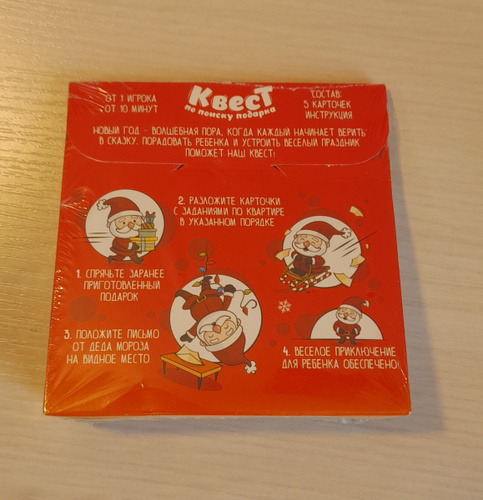 ОТ 1 ИГРОКА
ОТ 10 МИНУТ
КВЕСТ
по поиску подарка
СОСТАВ:
5 КАРТОЧЕК
ИНСТРУКЦИЯ
НОВЫЙ ГОД - ВОЛШЕБНАЯ ПОРА, КОГДА КАЖДЫЙ НАЧИНАЕТ ВЕРИТЬ
В СКАЗКУ. ПОРАДОВАТЬ РЕБЕНКА И УСТРОИТЬ ВЕСЕЛЫЙ ПРАЗДНИК
ПОМОЖЕТ НАШ КВЕСТ!
1. СПРЯЧЬТЕ ЗАРАНЕЕ
ПРИГОТОВЛЕННЫЙ
ПОДАРОК
2. РАЗЛОЖИТЕ КАРТОЧКИ
С ЗАДАНИЯМИ ПО КВАРТИРЕ
В УКАЗАННОМ ПОРЯДКЕ
3. ПОЛОЖИТЕ ПИСЬМО
ОТ ДЕДА МОРОЗА
НА ВИДНОЕ МЕСТО
4. ВЕСЕЛОЕ ПРИКЛЮЧЕНИЕ
ДЛЯ РЕБЕНКА ОБЕСПЕЧЕНО!